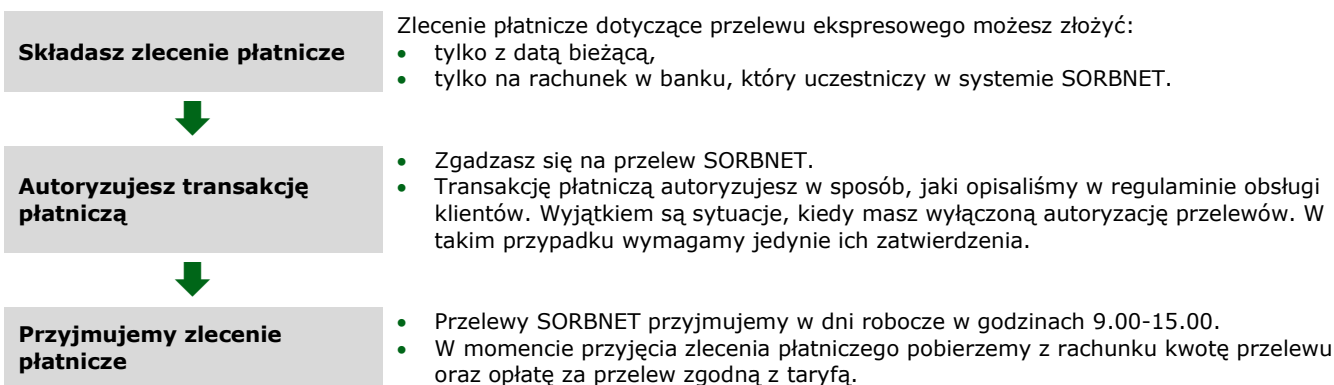 Składasz zlecenie płatnicze
Zlecenie płatnicze dotyczące przelewu ekspresowego możesz złożyć:
• tylko z datą bieżącą,
• tylko na rachunek w banku, który uczestniczy w systemie SORBNET.
Autoryzujesz transakcję
płatniczą
• Zgadzasz się na przelew SORBNET.
• Transakcję płatniczą autoryzujesz w sposób, jaki opisaliśmy w regulaminie obsługi
klientów. Wyjątkiem są sytuacje, kiedy masz wyłączoną autoryzację przelewów. W
takim przypadku wymagamy jedynie ich zatwierdzenia.
Przyjmujemy zlecenie
płatnicze
• Przelewy SORBNET przyjmujemy w dni robocze w godzinach 9.00-15.00.
• W momencie przyjęcia zlecenia płatniczego pobierzemy z rachunku kwotę przelewu
oraz opłatę za przelew zgodną z taryfą.